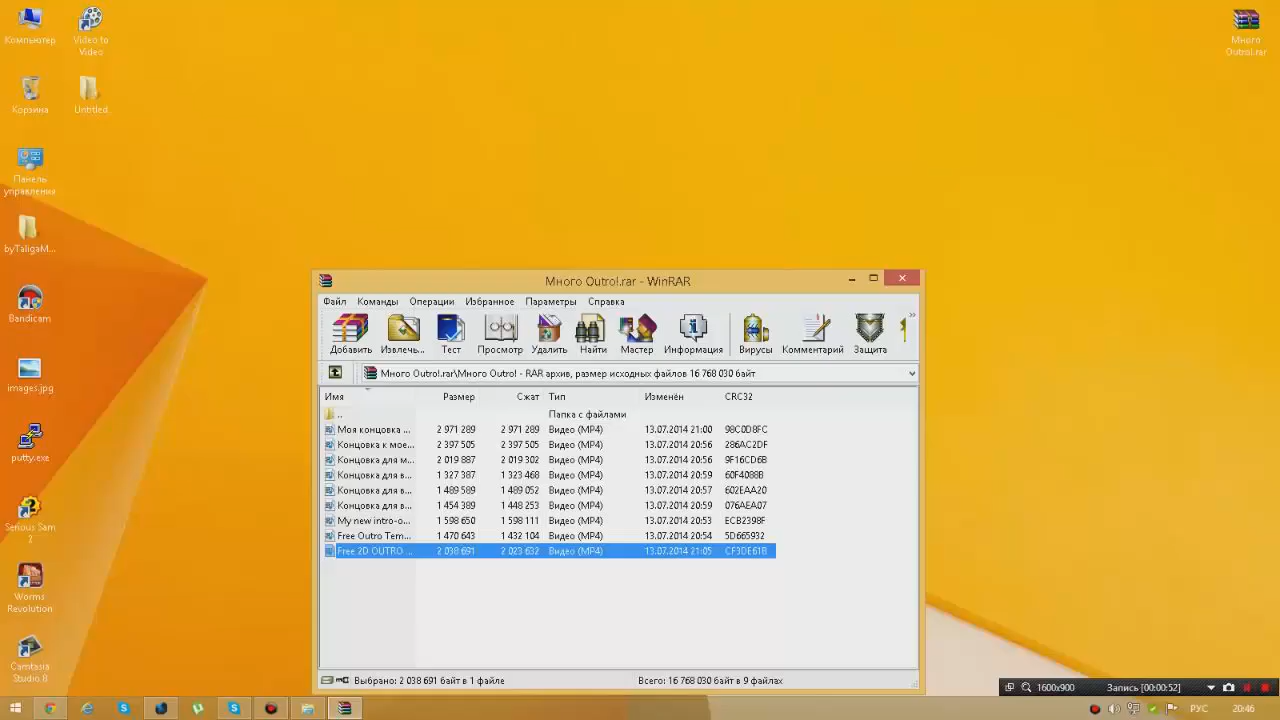 Компьютер
Video to
Video
Много
Outro!.rar
Корзина
Untitled
Панель
управления
byTaligaM...
Bandicam
images.jpg
putty.exe
Serious Sam
2
Worms
Revolution
Camtasia
Studio 8
Много Outro!.rar - WinRAR
Файл Команды Операции Избранное Параметры Справка
Добавить Извлечь... Тест Просмотр Удалить Найти Мастер Информация Вирусы Комментарий Защита
Много Outro!.rar\Много Outro! - RAR архив, размер исходных файлов 16 768 030 байт
Имя Размер Сжат Тип Изменён CRC32
.. Папка с файлами
Моя концовка ... 2 971 289 2 971 289 Видео (MP4) 13.07.2014 21:00 98C0D8FC
Концовка к мое... 2 397 505 2 397 505 Видео (MP4) 13.07.2014 20:56 286AC2DF
Концовка для м... 2 019 887 2 019 302 Видео (MP4) 13.07.2014 20:56 9F16CD6B
Концовка для в... 1 327 387 1 323 468 Видео (MP4) 13.07.2014 20:59 60F4088B
Концовка для в... 1 489 589 1 489 052 Видео (MP4) 13.07.2014 20:57 602EAA20
Концовка для в... 1 454 389 1 448 253 Видео (MP4) 13.07.2014 20:59 076AEA07
My new intro-o... 1 598 650 1 598 111 Видео (MP4) 13.07.2014 20:53 ECB2398F
Free Outro Tem... 1 470 643 1 432 104 Видео (MP4) 13.07.2014 20:54 5D665932
Free 2D OUTRO ... 2 038 691 2 023 632 Видео (MP4) 13.07.2014 21:05 CF3DE61B
Выбрано: 2 038 691 байт в 1 файле Всего: 16 768 030 байт в 9 файлах
1600x900 Запись [00:00:52]
РУС 20:46